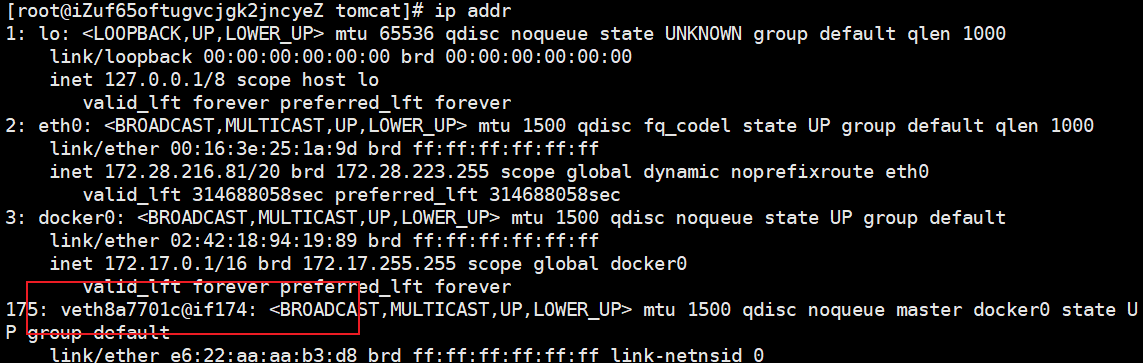 [root@iZuf65oftugvcjgk2jncyeZ tomcat]# ip addr
1: lo: <LOOPBACK,UP,LOWER_UP> mtu 65536 qdisc noqueue state UNKNOWN group default qlen 1000
    link/loopback 00:00:00:00:00:00 brd 00:00:00:00:00:00
    inet 127.0.0.1/8 scope host lo
       valid_lft forever preferred_lft forever
2: eth0: <BROADCAST,MULTICAST,UP,LOWER_UP> mtu 1500 qdisc fq_codel state UP group default qlen 1000
    link/ether 00:16:3e:25:1a:9d brd ff:ff:ff:ff:ff:ff
    inet 172.28.216.81/20 brd 172.28.223.255 scope global dynamic noprefixroute eth0
       valid_lft 314688058sec preferred_lft 314688058sec
3: docker0: <BROADCAST,MULTICAST,UP,LOWER_UP> mtu 1500 qdisc noqueue state UP group default
    link/ether 02:42:18:94:19:89 brd ff:ff:ff:ff:ff:ff
    inet 172.17.0.1/16 brd 172.17.255.255 scope global docker0
       valid_lft forever preferred_lft forever
175: veth8a7701c@if174: <BROADCAST,MULTICAST,UP,LOWER_UP> mtu 1500 qdisc noqueue master docker0 state U
P group default
    link/ether e6:22:aa:aa:b3:d8 brd ff:ff:ff:ff:ff:ff link-netnsid 0